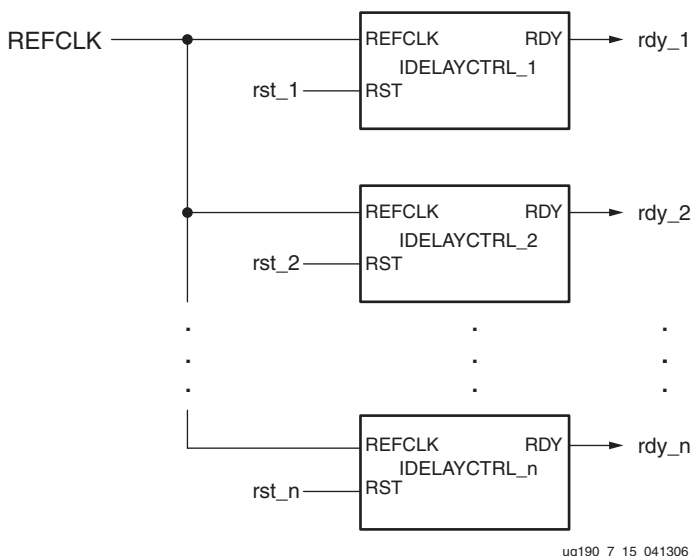 REFCLK
REFCLK RDY
rdy_1
IDELAYCTRL_1
rst_1
RST
REFCLK RDY
rdy_2
IDELAYCTRL_2
rst_2
RST
REFCLK RDY
rdy_n
IDELAYCTRL_n
rst_n
RST
ug190_7_15_041306